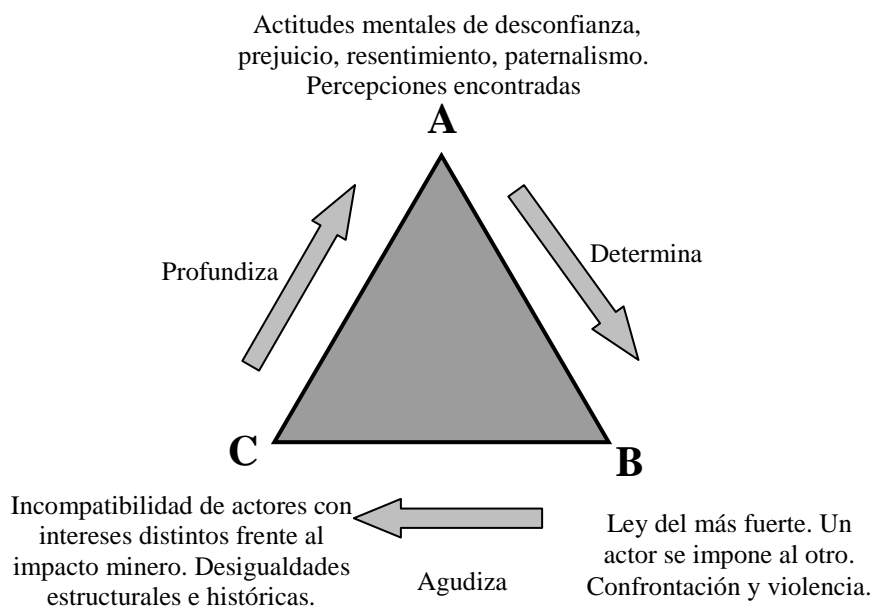 Actitudes mentales de desconfianza,
prejuicio, resentimiento, paternalismo.
Percepciones encontradas
A
Profundiza
Determina
C
B
Incompatibilidad de actores con
intereses distintos frente al
impacto minero. Desigualdades
estructurales e históricas.
Agudiza
Ley del más fuerte. Un
actor se impone al otro.
Confrontación y violencia.